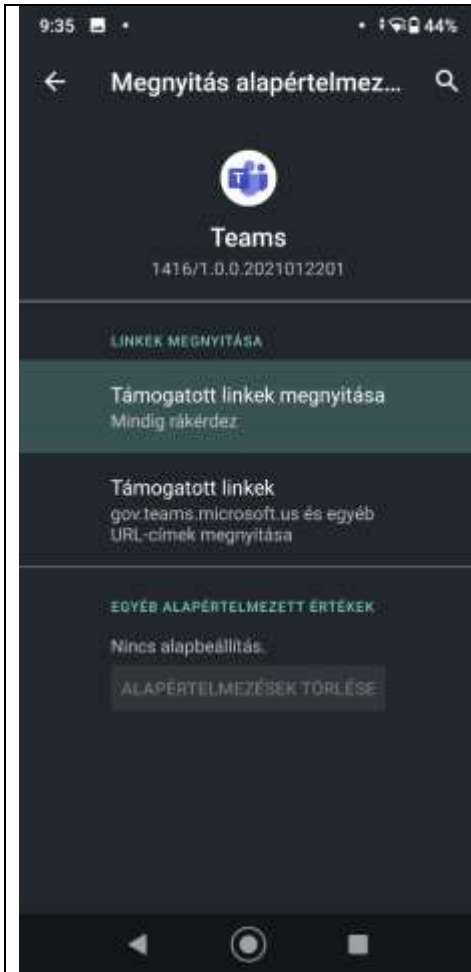 9:35 44%
Megnyitás alapértelmez...
T
Teams
1416/1.0.0.2021012201
LINKEK MEGNYITÁSA
Támogatott linkek megnyitása
Mindig rákérdez
Támogatott linkek
gov.teams.microsoft.us és egyéb
URL-címek megnyitása
EGYÉB ALAPÉRTELMEZETT ÉRTÉKEK
Nincs alapbeállítás.
ALAPÉRTELMEZÉSEK TÖRLÉSE